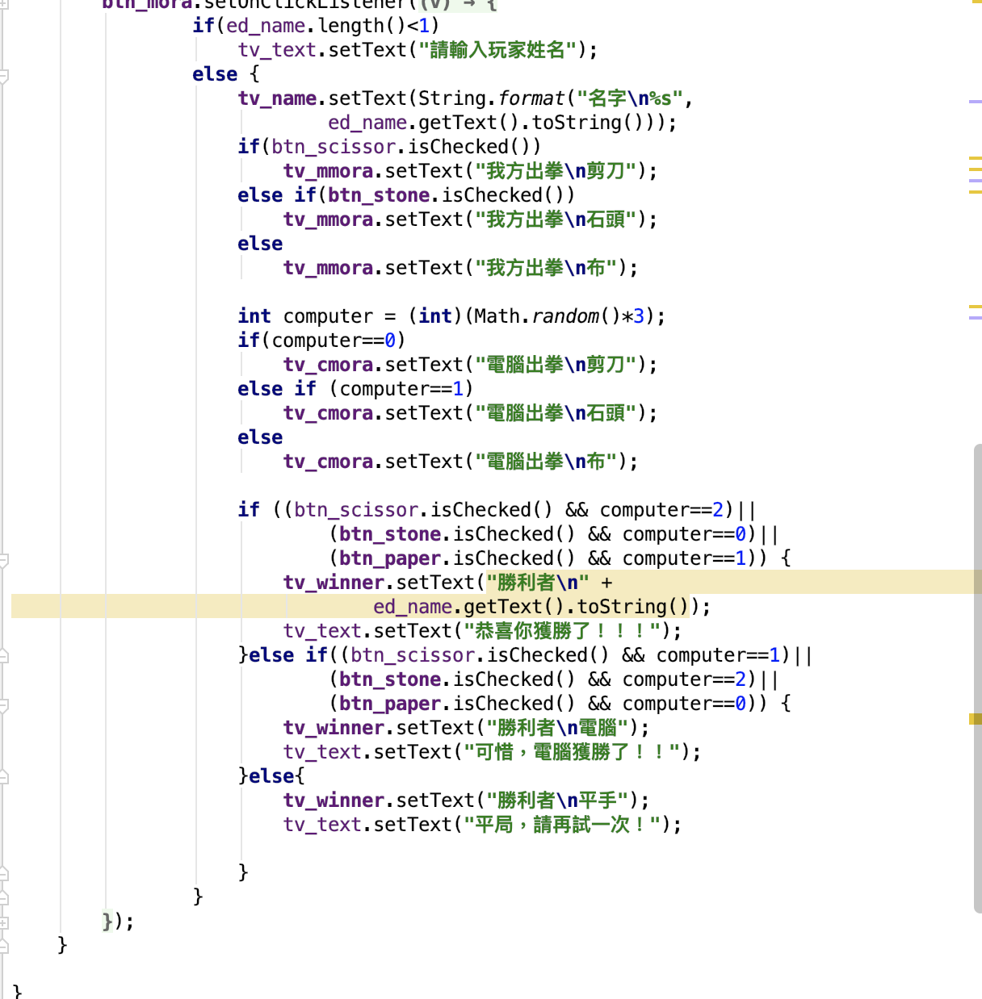 btn_mora.setOnClickListener((v) → {
if(ed_name.length()<1)
tv_text.setText("請輸入玩家姓名");
else {
tv_name.setText(String.format("名字\n%s",
ed_name.getText().toString()));
if(btn_scissor.isChecked())
tv_mmora.setText("我方出拳\n剪刀");
else if(btn_stone.isChecked())
tv_mmora.setText("我方出拳\n石頭");
else
tv_mmora.setText("我方出拳\n布");
int computer = (int)(Math.random()*3);
if(computer==0)
tv_cmora.setText("電腦出拳\n剪刀");
else if (computer==1)
tv_cmora.setText("電腦出拳\n石頭");
else
tv_cmora.setText("電腦出拳\n布");
if ((btn_scissor.isChecked() && computer==2)||
(btn_stone.isChecked() && computer==0)||
(btn_paper.isChecked() && computer==1)) {
tv_winner.setText("勝利者\n" +
ed_name.getText().toString());
tv_text.setText("恭喜你獲勝了！！！");
}else if((btn_scissor.isChecked() && computer==1)||
(btn_stone.isChecked() && computer==2)||
(btn_paper.isChecked() && computer==0)) {
tv_winner.setText("勝利者\n電腦");
tv_text.setText("可惜，電腦獲勝了！！");
}else{
tv_winner.setText("勝利者\n平手");
tv_text.setText("平局，請再試一次！");
}
}
});
}
}